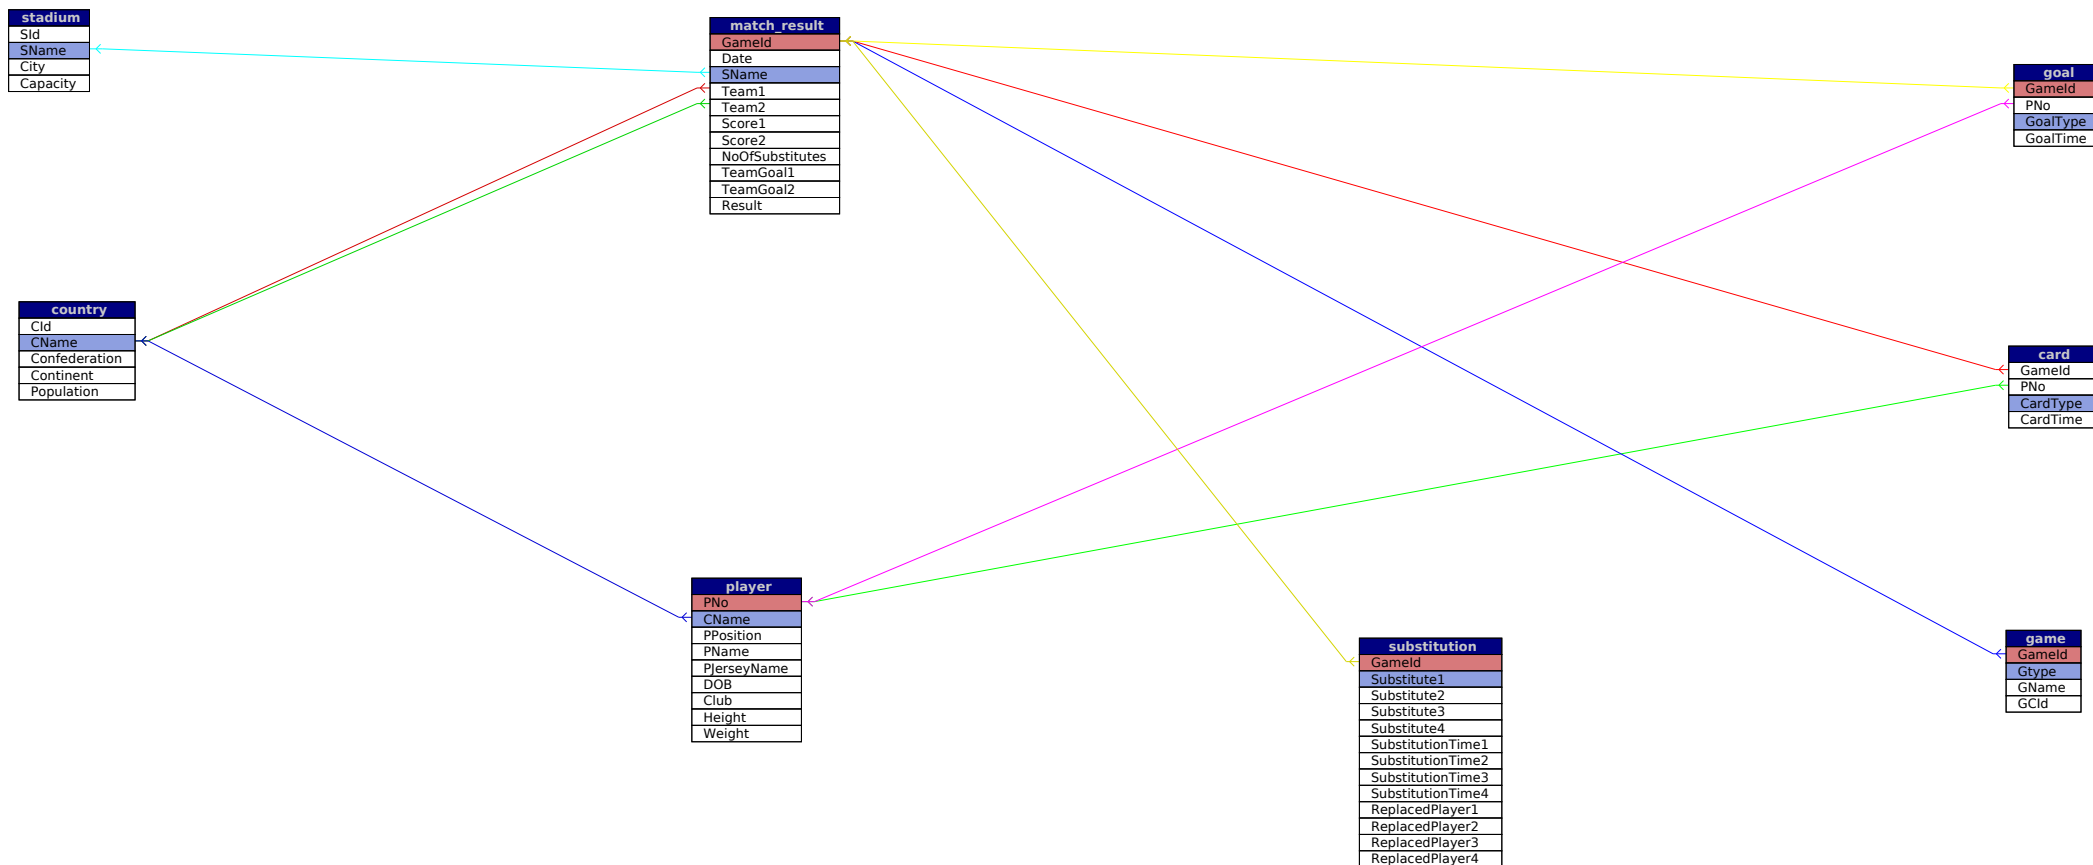 stadium
SId
SName
City
Capacity
match_result
GameId
Date
SName
Team1
Team2
Score1
Score2
NoOfSubstitutes
TeamGoal1
TeamGoal2
Result
goal
GameId
PNo
GoalType
GoalTime
country
CId
CName
Confederation
Continent
Population
card
GameId
PNo
CardType
CardTime
player
PNo
CName
PPosition
PName
PJerseyName
DOB
Club
Height
Weight
substitution
GameId
Substitute1
Substitute2
Substitute3
Substitute4
SubstitutionTime1
SubstitutionTime2
SubstitutionTime3
SubstitutionTime4
ReplacedPlayer1
ReplacedPlayer2
ReplacedPlayer3
ReplacedPlayer4
game
GameId
Gtype
GName
GCId